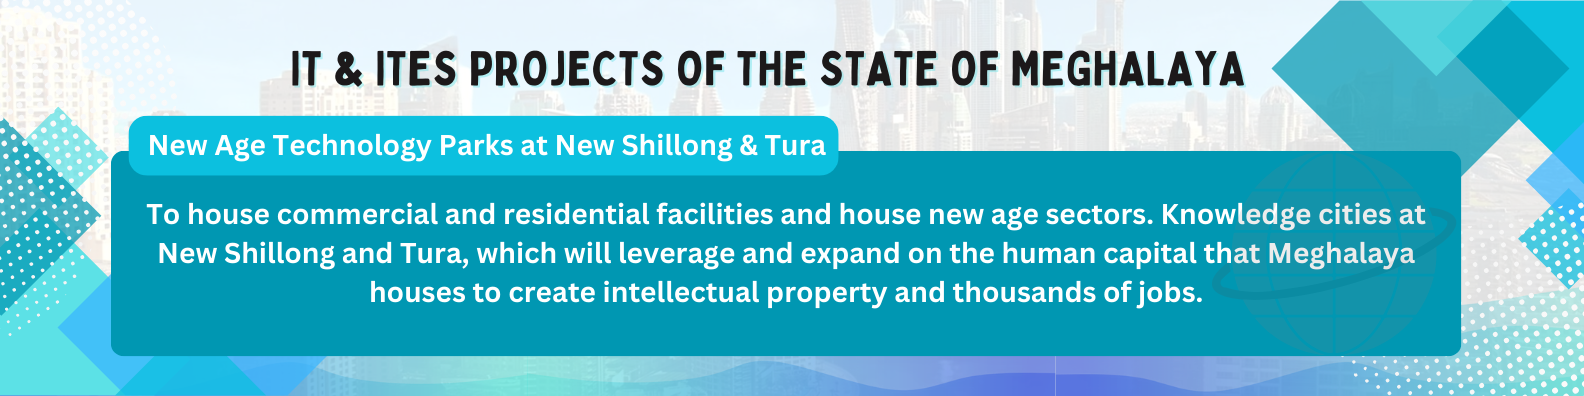 IT & ITES PROJECTS OF THE STATE OF MEGHALAYA
New Age Technology Parks at New Shillong & Tura
To house commercial and residential facilities and house new age sectors. Knowledge cities at
New Shillong and Tura, which will leverage and expand on the human capital that Meghalaya
houses to create intellectual property and thousands of jobs.